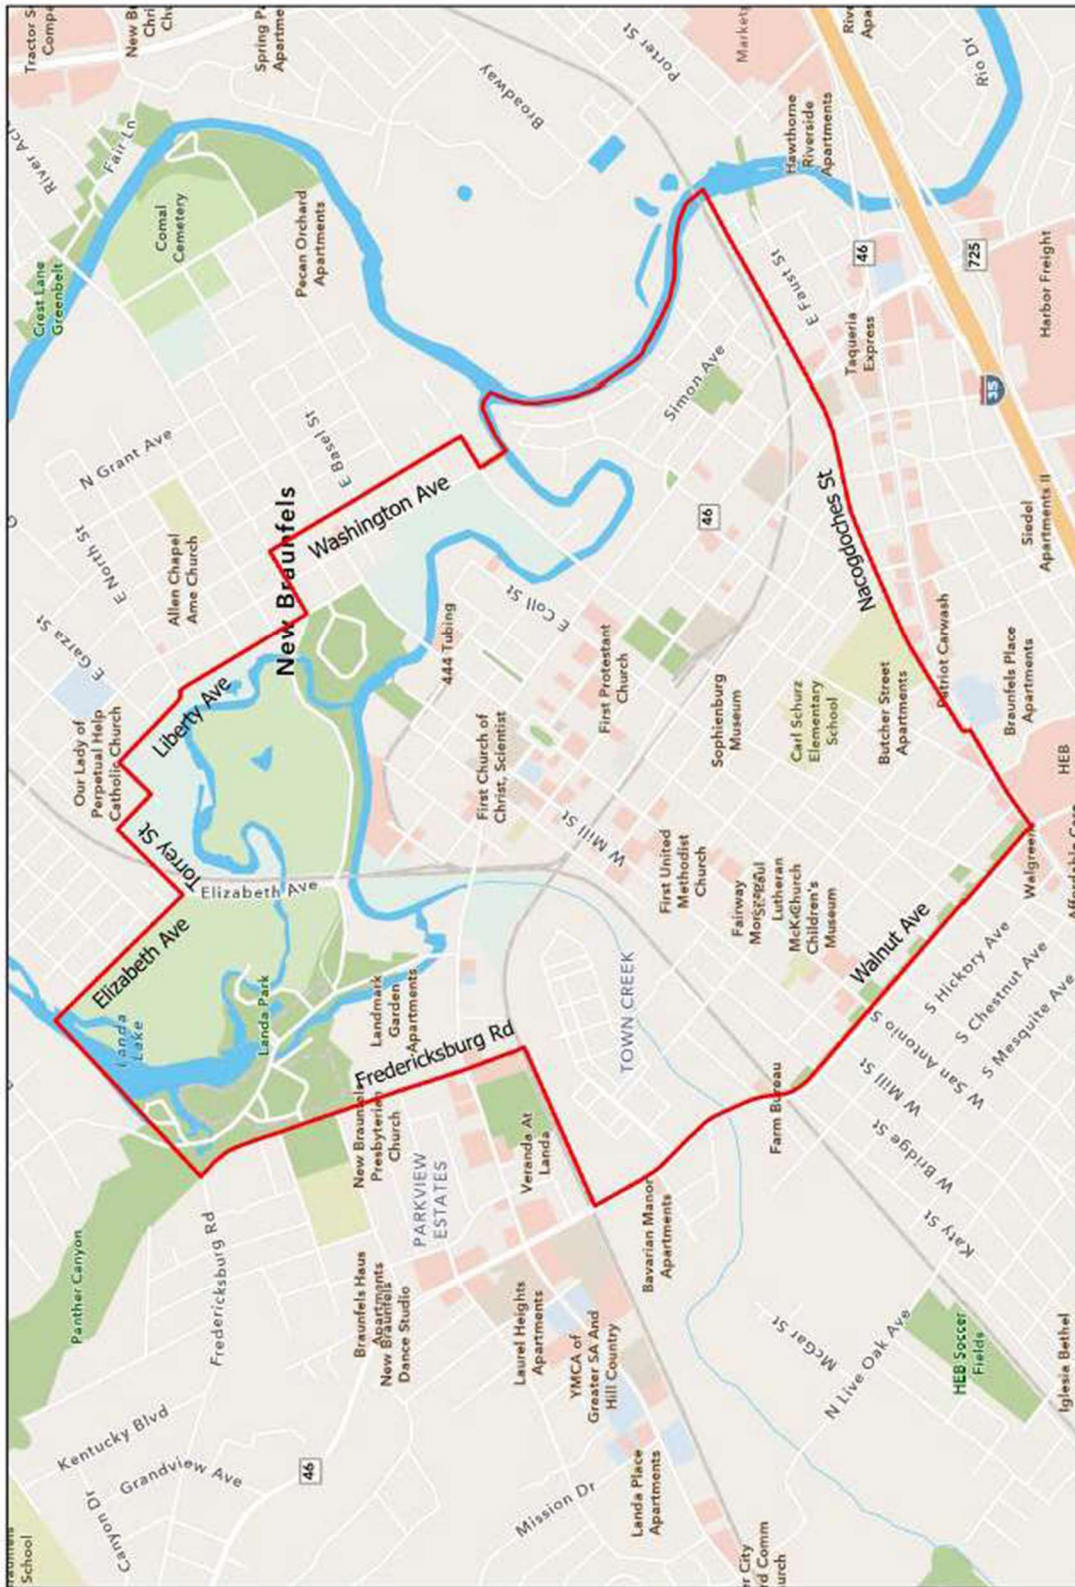 Tractor S
Compa
New B
Chri
Chu
Spring P
Apartme
River Acr
Fair Ln
Crest Lane
Greenbelt
Comal
Cemetery
Pecan Orchard
Apartments
Broadway
Porter St
Market
Rive
Apa
Rio Dr
Hawthorne
Riverside
Apartments
46
725
Harbor Freight
35
E Faust St
Taqueria
Express
Simon Ave
N Grant Ave
E Basel St
E North St
E Garza St
Allen Chapel
Ame Church
New Braunfels
Washington Ave
Our Lady of
Perpetual Help
Catholic Church
Liberty Ave
Torrey St
Elizabeth Ave
Elizabeth Ave
Landa
Lake
Landa Park
444 Tubing
E Coll St
46
Nacogdoches St
Siedel
Apartments II
First Protestant
Church
First Church of
Christ, Scientist
W Mill St
Sophienburg
Museum
Carl Schurz
Elementary
School
Butcher Street
Apartments
Patriot Carwash
Braunfels Place
Apartments
HEB
Walgreen
First United
Methodist
Church
Fairway
Lutheran
Church
Children's
Museum
Walnut Ave
Landmark
Garden
Apartments
Fredericksburg Rd
TOWN CREEK
Farm Bureau
S Hickory Ave
S Chestnut Ave
S Mesquite Ave
W San Antonio S
W Mill St
W Bridge St
Katy St
New Braunfels
Presbyterian
Church
PARKVIEW
ESTATES
Veranda At
Landa
Bavarian Manor
Apartments
Panther Canyon
Fredericksburg Rd
Braunfels Haus
Apartments
New Braunfels
Dance Studio
Laurel Heights
Apartments
YMCA of
Greater SA And
Hill Country
McGar St
N Live Oak Ave
HEB Soccer
Fields
Iglesia Bethel
Kentucky Blvd
Grandview Ave
Canyon Dr
46
Mission Dr
Landa Place
Apartments
School
er City
rd Comm
urch